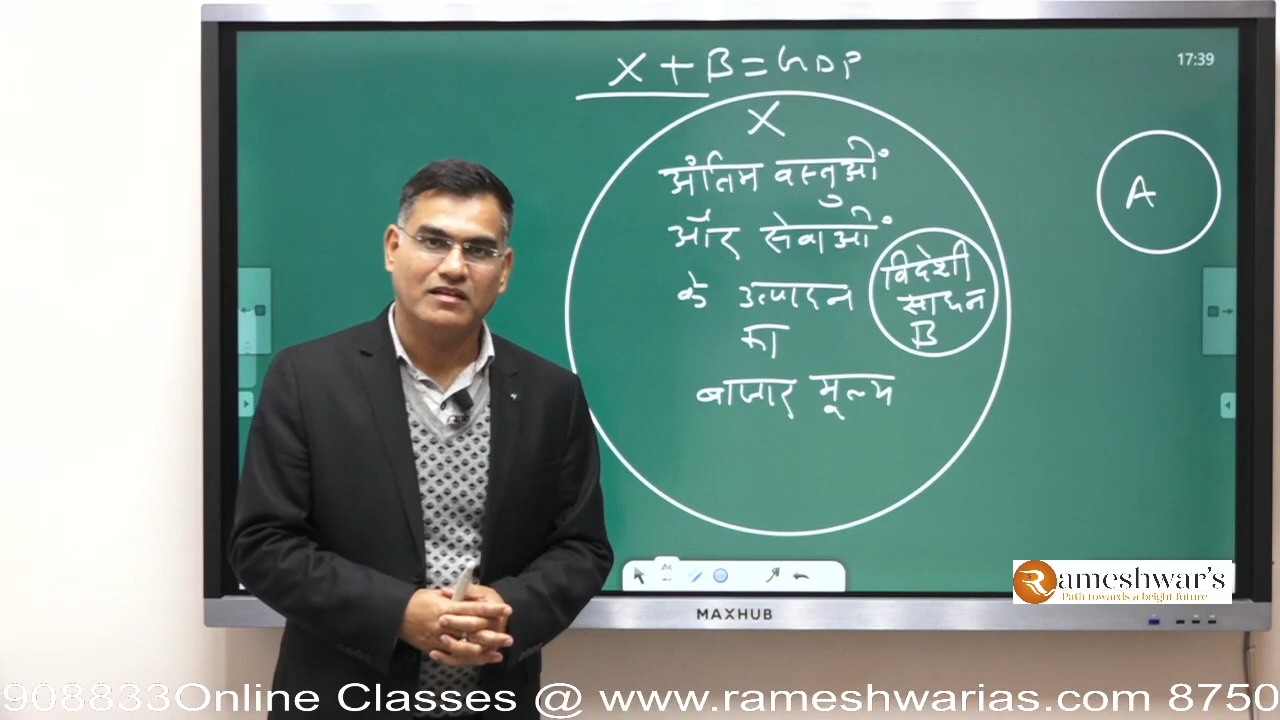 X + B = GDP
17:39
X
अंतिम वस्तुओं
और सेवाओं
के उत्पादन
का
बाजार मूल्य
विदेशी
साधन
B
A
Rameshwar's
Path towards a bright future
MAXHUB
908833Online Classes @ www.rameshwarias.com 8750